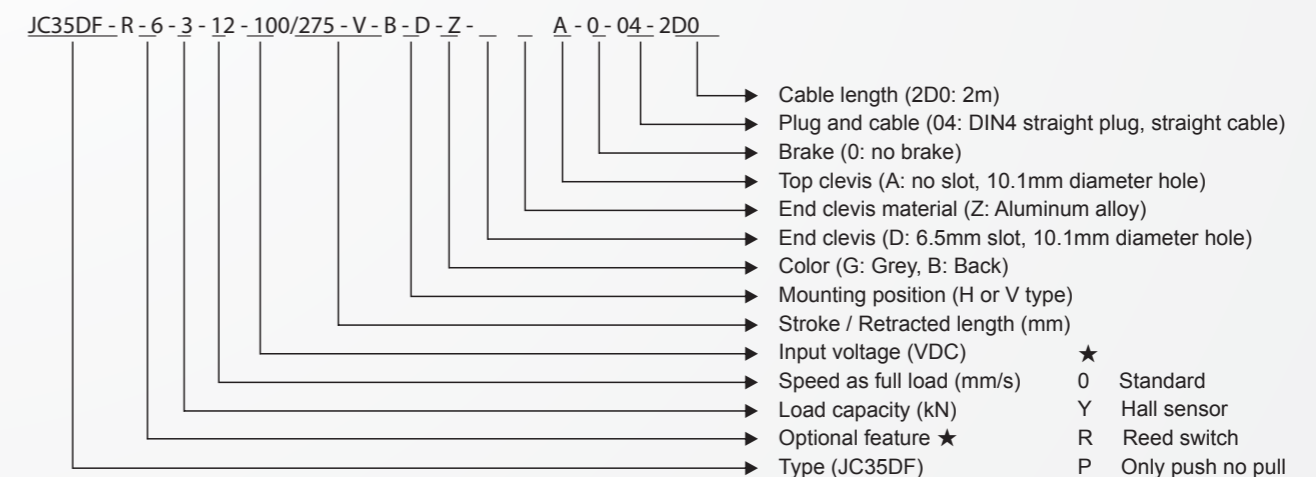 JC35DF - R - 6 - 3 - 12 - 100/275 - V - B - D - Z - _ _ A - 0 - 04 - 2D0
Cable length (2D0: 2m)
Plug and cable (04: DIN4 straight plug, straight cable)
Brake (0: no brake)
Top clevis (A: no slot, 10.1mm diameter hole)
End clevis material (Z: Aluminum alloy)
End clevis (D: 6.5mm slot, 10.1mm diameter hole)
Color (G: Grey, B: Back)
Mounting position (H or V type)
Stroke / Retracted length (mm)
Input voltage (VDC) ★
Speed as full load (mm/s) 0 Standard
Load capacity (kN) Y Hall sensor
Optional feature ★ R Reed switch
Type (JC35DF) P Only push no pull